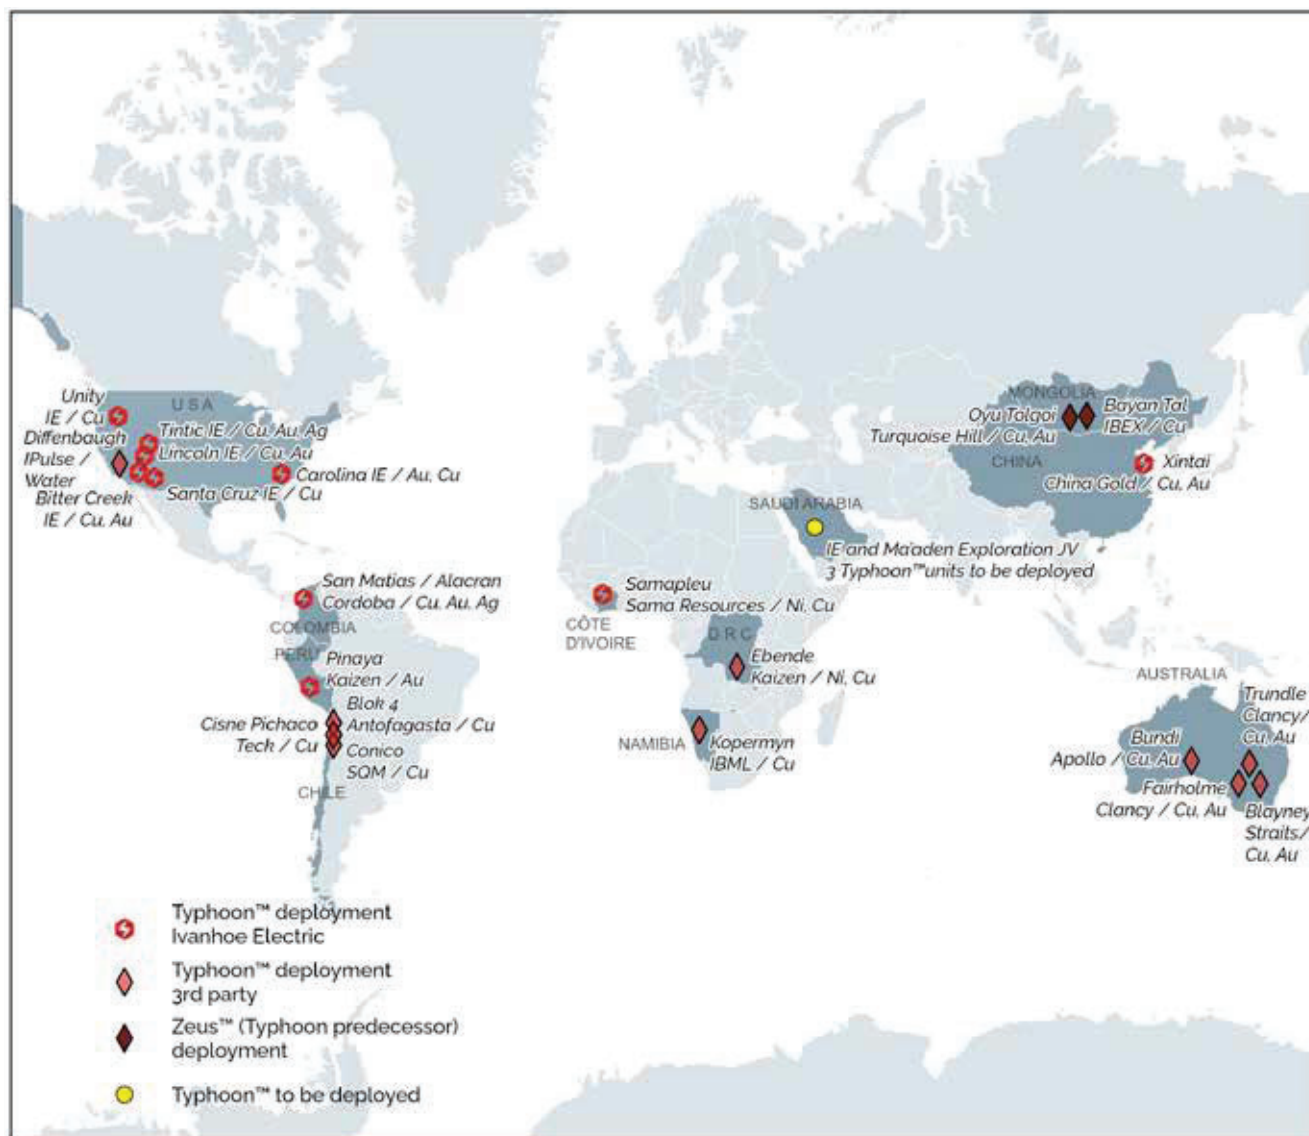 Unity
IE / Cu
USA
Tintic IE / Cu, Au, Ag
Diffenbaugh
IPulse /
Water
Lincoln IE / Cu, Au
Carolina IE / Au, Cu
Santa Cruz IE / Cu
Bitter Creek
IE / Cu, Au
MONGOLIA
Oyu Tolgoi
Turquoise Hill / Cu, Au
Bayan Tal
IBEX / Cu
CHINA
Xintai
China Gold / Cu, Au
SAUDI ARABIA
IE and Ma'aden Exploration JV
3 Typhoon™units to be deployed
San Matias / Alacran
Cordoba / Cu, Au, Ag
COLOMBIA
PERU
Pinaya
Kaizen / Au
Blok 4
Antofagasta / Cu
Cisne Pichaco
Teck / Cu
Conico
SQM / Cu
CHILE
Samapleu
Sama Resources / Ni, Cu
CÔTE
D'IVOIRE
DRC
Ebende
Kaizen / Ni, Cu
NAMIBIA
Kopermyn
IBML / Cu
AUSTRALIA
Trundle
Clancy/
Cu, Au
Bundi
Apollo / Cu, Au
Fairholme
Clancy / Cu, Au
Blayney
Straits/
Cu, Au
Typhoon™ deployment
Ivanhoe Electric
Typhoon™ deployment
3rd party
Zeus™ (Typhoon predecessor)
deployment
Typhoon™ to be deployed